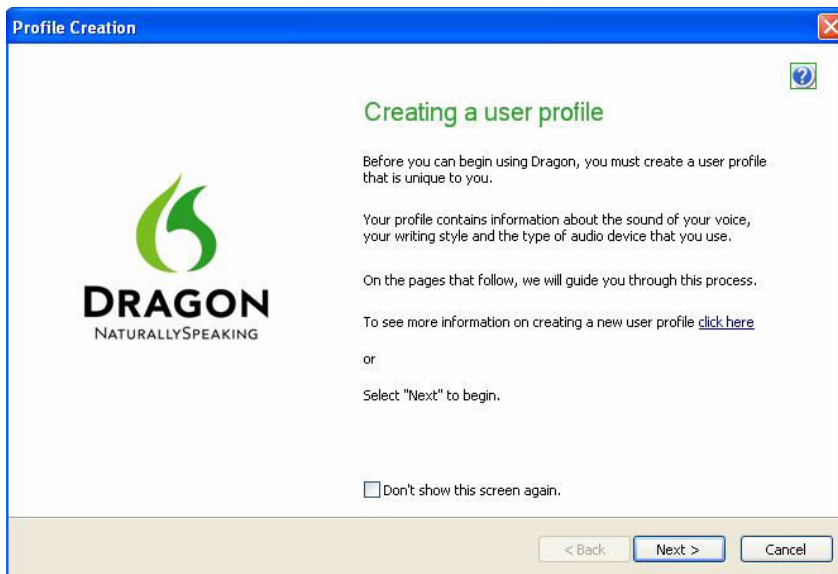 Profile Creation
Creating a user profile
Before you can begin using Dragon, you must create a user profile
that is unique to you.
Your profile contains information about the sound of your voice,
your writing style and the type of audio device that you use.
On the pages that follow, we will guide you through this process.
To see more information on creating a new user profile click here
or
Select "Next" to begin.
DRAGON
NATURALLYSPEAKING
Don't show this screen again.
< Back
Next >
Cancel